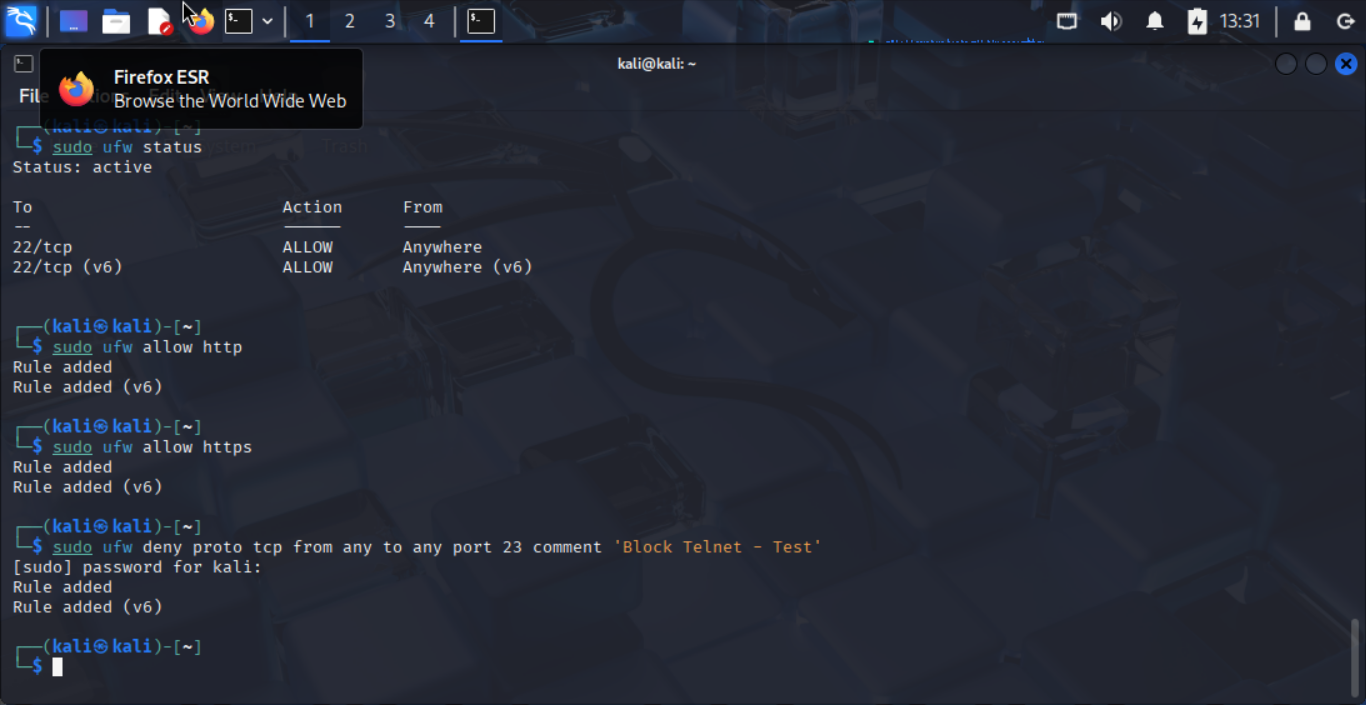 1 2 3 4 13:31
kali@kali: ~
Firefox ESR
Browse the World Wide Web
File Edit View Help
Trash
┌──(kali㉿kali)-[~]
└─$ sudo ufw status
Status: active
To Action From
-- ------ ----
22/tcp ALLOW Anywhere
22/tcp (v6) ALLOW Anywhere (v6)
┌──(kali㉿kali)-[~]
└─$ sudo ufw allow http
Rule added
Rule added (v6)
┌──(kali㉿kali)-[~]
└─$ sudo ufw allow https
Rule added
Rule added (v6)
┌──(kali㉿kali)-[~]
└─$ sudo ufw deny proto tcp from any to any port 23 comment 'Block Telnet - Test'
[sudo] password for kali:
Rule added
Rule added (v6)
┌──(kali㉿kali)-[~]
└─$